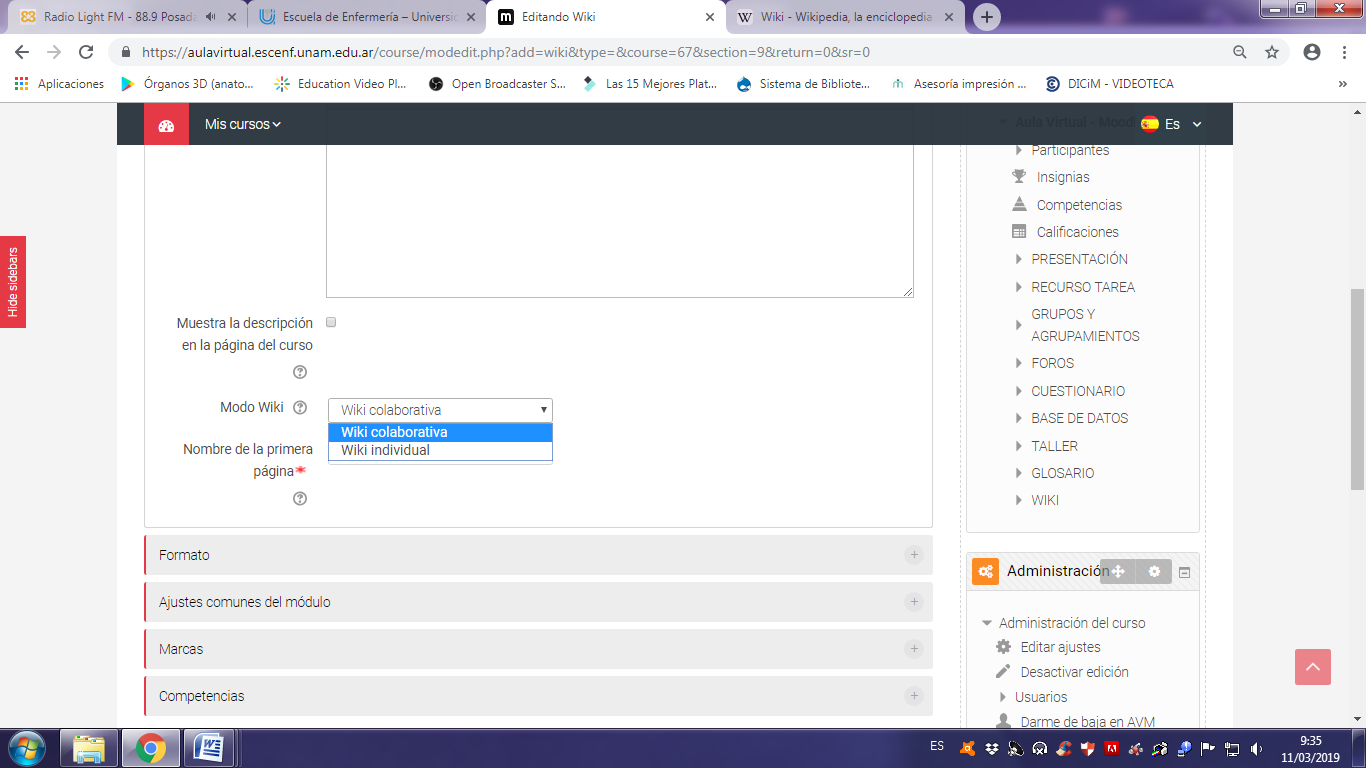 Radio Light FM - 88.9 Posada
Escuela de Enfermería – Universi
Editando Wiki
Wiki - Wikipedia, la enciclopedia
https://aulavirtual.escenf.unam.edu.ar/course/modedit.php?add=wiki&type=&course=67&section=9&return=0&sr=0
Aplicaciones
Órganos 3D (anato...
Education Video Pl...
Open Broadcaster S...
Las 15 Mejores Plat...
Sistema de Bibliote...
Asesoría impresión ...
DICiM - VIDEOTECA
»
Mis cursos
Es
Hide sidebars
Muestra la descripción
en la página del curso
Modo Wiki
Wiki colaborativa
Wiki colaborativa
Wiki individual
Nombre de la primera
página
Formato
Ajustes comunes del módulo
Marcas
Competencias
Aula Virtual - Mood
Participantes
Insignias
Competencias
Calificaciones
PRESENTACIÓN
RECURSO TAREA
GRUPOS Y
AGRUPAMIENTOS
FOROS
CUESTIONARIO
BASE DE DATOS
TALLER
GLOSARIO
WIKI
Administración
Administración del curso
Editar ajustes
Desactivar edición
Usuarios
Darme de baja en AVM
ES
9:35
11/03/2019